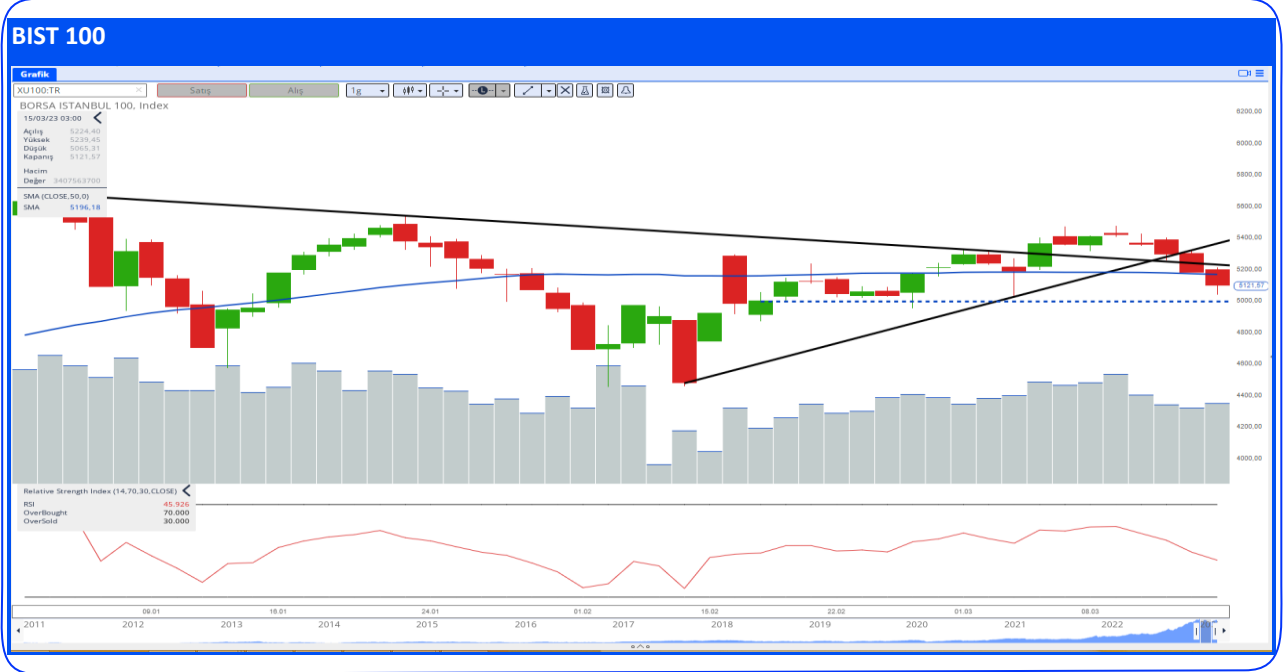 BIST 100
Grafik
XU100:TR
Satış
Alış
1g
L
BORSA ISTANBUL 100, Index
15/03/23 03:00
Açılış 5224,40
Yüksek 5239,45
Düşük 5065,31
Kapanış 5121,57
Hacim
Değer 3407563700
SMA (CLOSE,50,0)
SMA 5196,18
6200,00
6000,00
5800,00
5600,00
5400,00
5200,00
5121,57
5000,00
4800,00
4600,00
4400,00
4200,00
4000,00
Relative Strength Index (14,70,30,CLOSE)
RSI 45.926
OverBought 70.000
OverSold 30.000
09.01 16.01 24.01 01.02 15.02 22.02 01.03 08.03
2011 2012 2013 2014 2015 2016 2017 2018 2019 2020 2021 2022